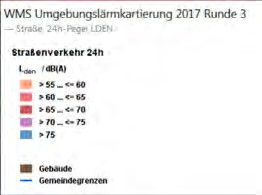 WMS Umgebungslärmkartierung 2017 Runde 3
— Straße, 24h-Pegel LDEN
Straßenverkehr 24h
Lden / dB(A)
> 55 ... <= 60
> 60 ... <= 65
> 65 ... <= 70
> 70 ... <= 75
> 75
Gebäude
Gemeindegrenzen